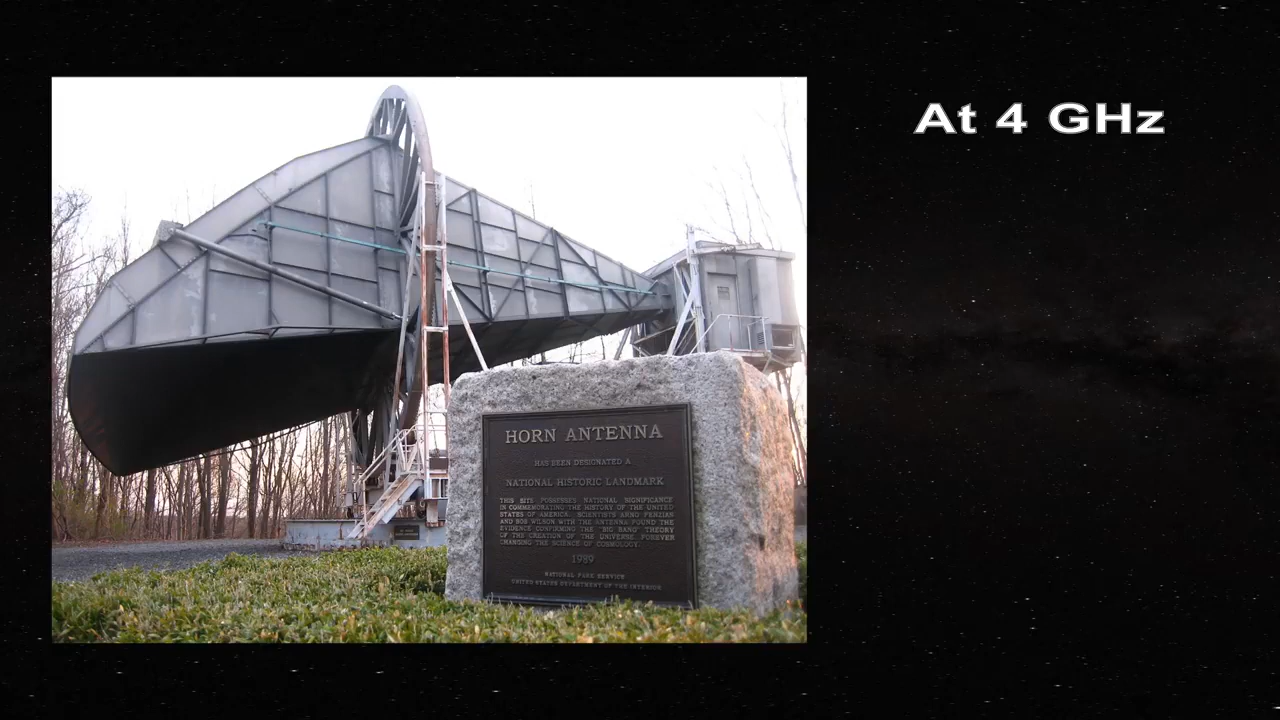 At 4 GHz
HORN ANTENNA
HAS BEEN DESIGNATED A
NATIONAL HISTORIC LANDMARK
THIS SITE POSSESSES NATIONAL SIGNIFICANCE
IN COMMEMORATING THE HISTORY OF THE UNITED
STATES OF AMERICA. SCIENTISTS ARNO PENZIAS
AND BOB WILSON WITH THE ANTENNA FOUND THE
EVIDENCE CONFIRMING THE "BIG BANG" THEORY
OF THE CREATION OF THE UNIVERSE, FOREVER
CHANGING THE SCIENCE OF COSMOLOGY.
1989
NATIONAL PARK SERVICE
UNITED STATES DEPARTMENT OF THE INTERIOR